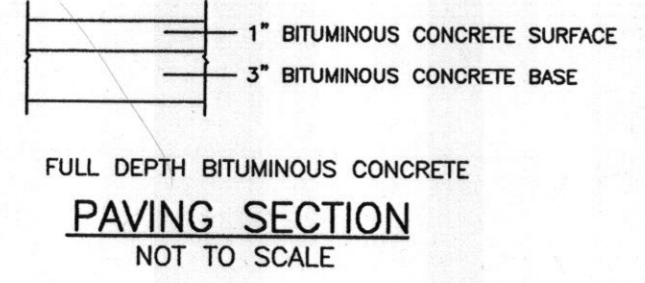 1" BITUMINOUS CONCRETE SURFACE
3" BITUMINOUS CONCRETE BASE
FULL DEPTH BITUMINOUS CONCRETE
PAVING SECTION
NOT TO SCALE